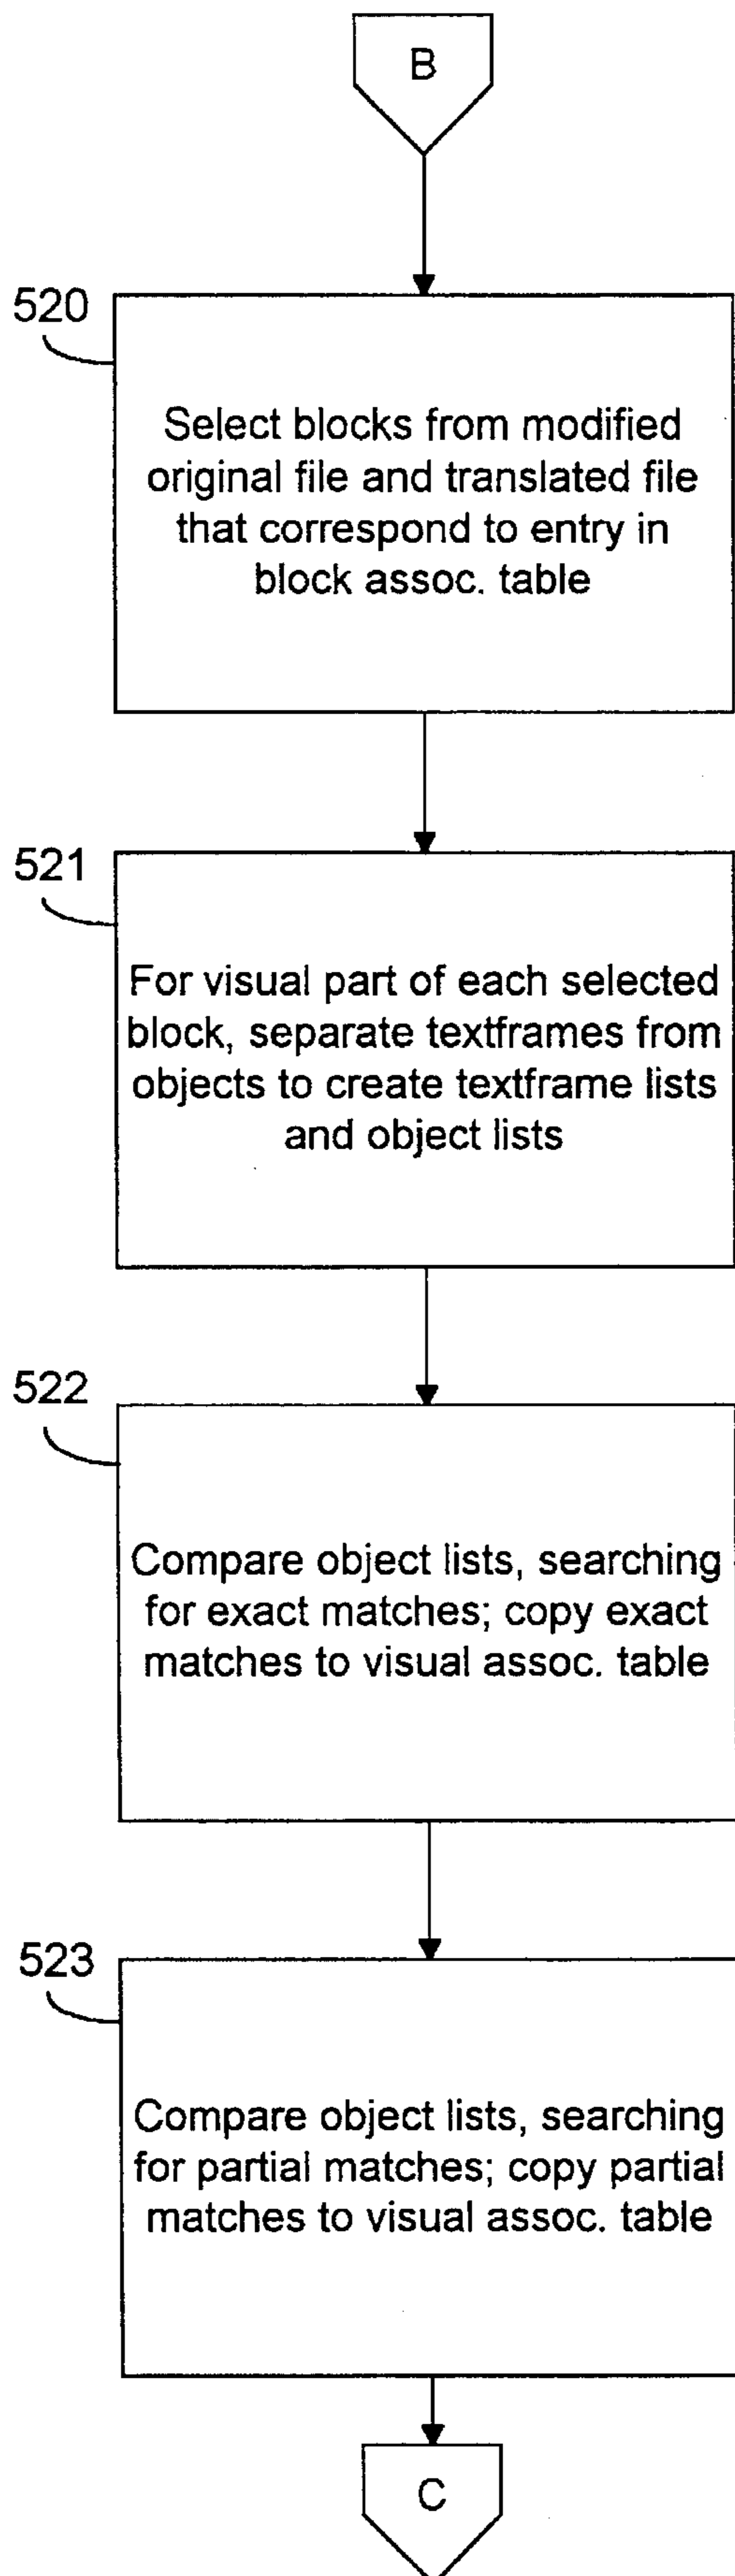 B
520
Select blocks from modified
original file and translated file
that correspond to entry in
block assoc. table
521
For visual part of each selected
block, separate textframes from
objects to create textframe lists
and object lists
522
Compare object lists, searching
for exact matches; copy exact
matches to visual assoc. table
523
Compare object lists, searching
for partial matches; copy partial
matches to visual assoc. table
C